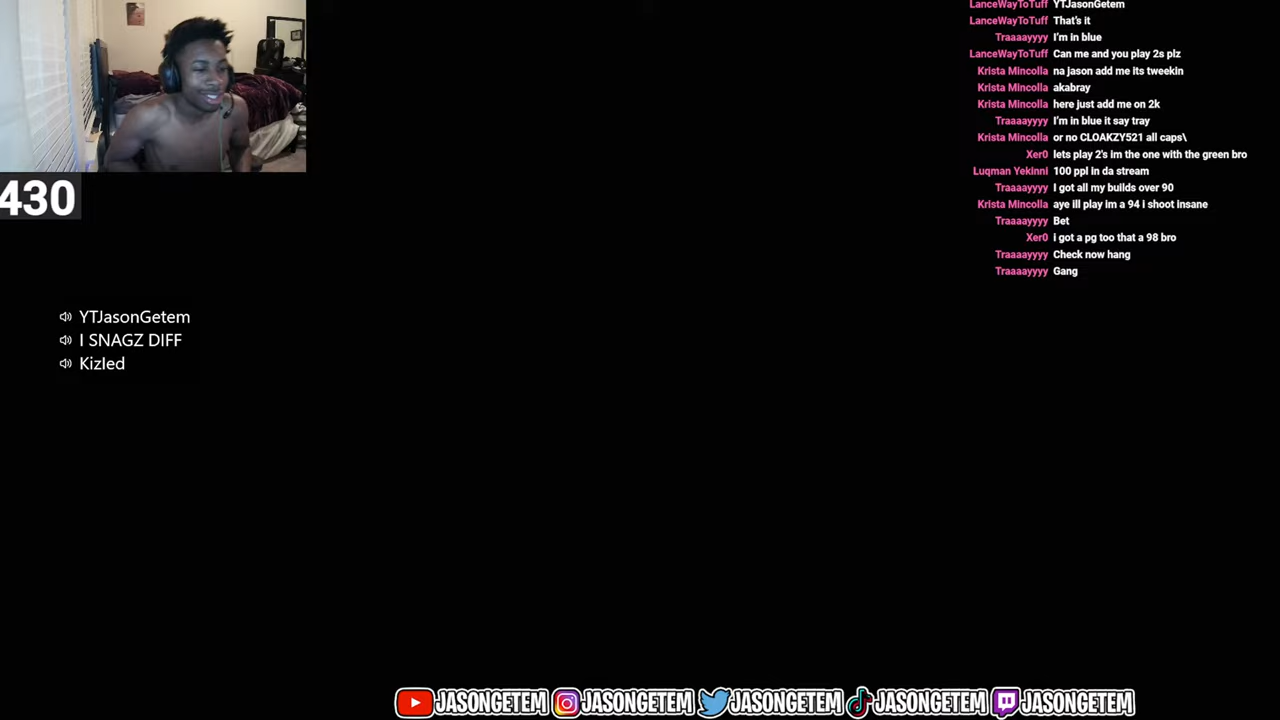 LanceWayToTuff YTJasonGetem
LanceWayToTuff That's it
Traaaayyyy I'm in blue
LanceWayToTuff Can me and you play 2s plz
Krista Mincolla na jason add me its tweekin
Krista Mincolla akabray
Krista Mincolla here just add me on 2k
Traaaayyyy I'm in blue it say tray
Krista Mincolla or no CLOAKZY521 all caps\
Xer0 lets play 2's im the one with the green bro
Luqman Yekinni 100 ppl in da stream
Traaaayyyy I got all my builds over 90
Krista Mincolla aye ill play im a 94 i shoot insane
Traaaayyyy Bet
Xer0 i got a pg too that a 98 bro
Traaaayyyy Check now hang
Traaaayyyy Gang
430
YTJasonGetem
I SNAGZ DIFF
Kizled
JASONGETEM JASONGETEM JASONGETEM JASONGETEM JASONGETEM